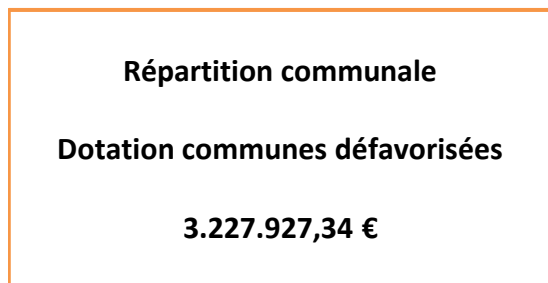 Répartition communale
Dotation communes défavorisées
3.227.927,34 €